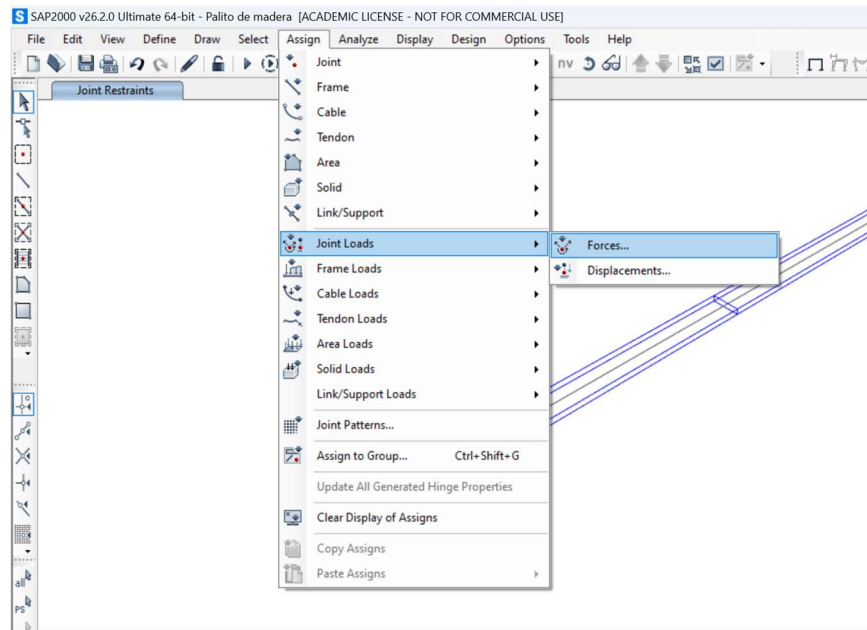 SAP2000 v26.2.0 Ultimate 64-bit - Palito de madera [ACADEMIC LICENSE - NOT FOR COMMERCIAL USE]
File Edit View Define Draw Select Assign Analyze Display Design Options Tools Help
nv
Joint Restraints
Joint
Frame
Cable
Tendon
Area
Solid
Link/Support
Joint Loads
Forces...
Frame Loads
Displacements...
Cable Loads
Tendon Loads
Area Loads
Solid Loads
Link/Support Loads
Joint Patterns...
Assign to Group... Ctrl+Shift+G
Update All Generated Hinge Properties
Clear Display of Assigns
Copy Assigns
Paste Assigns
all
PS